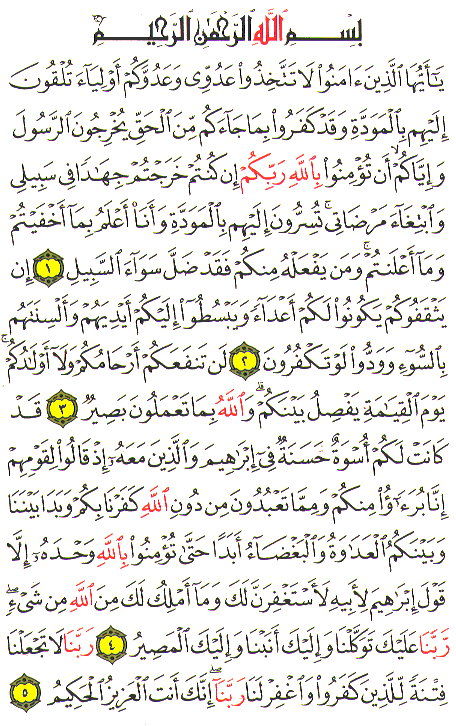 بِسْمِ ٱللَّهِ ٱلرَّحْمَٰنِ ٱلرَّحِيمِ
يَٰٓأَيُّهَا ٱلَّذِينَ ءَامَنُوا۟ لَا تَتَّخِذُوا۟ عَدُوِّى وَعَدُوَّكُمْ أَوْلِيَآءَ تُلْقُونَ
إِلَيْهِم بِٱلْمَوَدَّةِ وَقَدْ كَفَرُوا۟ بِمَا جَآءَكُم مِّنَ ٱلْحَقِّ يُخْرِجُونَ ٱلرَّسُولَ
وَإِيَّاكُمْ ۙ أَن تُؤْمِنُوا۟ بِٱللَّهِ رَبِّكُمْ إِن كُنتُمْ خَرَجْتُمْ جِهَٰدًا فِى سَبِيلِى
وَٱبْتِغَآءَ مَرْضَاتِى ۚ تُسِرُّونَ إِلَيْهِم بِٱلْمَوَدَّةِ وَأَنَا۠ أَعْلَمُ بِمَآ أَخْفَيْتُمْ
وَمَآ أَعْلَنتُمْ ۚ وَمَن يَفْعَلْهُ مِنكُمْ فَقَدْ ضَلَّ سَوَآءَ ٱلسَّبِيلِ ١ إِن
يَثْقَفُوكُمْ يَكُونُوا۟ لَكُمْ أَعْدَآءً وَيَبْسُطُوٓا۟ إِلَيْكُمْ أَيْدِيَهُمْ وَأَلْسِنَتَهُم
بِٱلسُّوٓءِ وَوَدُّوا۟ لَوْ تَكْفُرُونَ ٢ لَن تَنفَعَكُمْ أَرْحَامُكُمْ وَلَآ أَوْلَٰدُكُمْ ۚ
يَوْمَ ٱلْقِيَٰمَةِ يَفْصِلُ بَيْنَكُمْ ۚ وَٱللَّهُ بِمَا تَعْمَلُونَ بَصِيرٌ ٣ قَدْ
كَانَتْ لَكُمْ أُسْوَةٌ حَسَنَةٌ فِىٓ إِبْرَٰهِيمَ وَٱلَّذِينَ مَعَهُۥٓ إِذْ قَالُوا۟ لِقَوْمِهِمْ
إِنَّا بُرَءَٰٓؤُا۟ مِنكُمْ وَمِمَّا تَعْبُدُونَ مِن دُونِ ٱللَّهِ كَفَرْنَا بِكُمْ وَبَدَا بَيْنَنَا
وَبَيْنَكُمُ ٱلْعَدَٰوَةُ وَٱلْبَغْضَآءُ أَبَدًا حَتَّىٰ تُؤْمِنُوا۟ بِٱللَّهِ وَحْدَهُۥٓ إِلَّا
قَوْلَ إِبْرَٰهِيمَ لِأَبِيهِ لَأَسْتَغْفِرَنَّ لَكَ وَمَآ أَمْلِكُ لَكَ مِنَ ٱللَّهِ مِن شَىْءٍ ۖ
رَّبَّنَا عَلَيْكَ تَوَكَّلْنَا وَإِلَيْكَ أَنَبْنَا وَإِلَيْكَ ٱلْمَصِيرُ ٤ رَبَّنَا لَا تَجْعَلْنَا
فِتْنَةً لِّلَّذِينَ كَفَرُوا۟ وَٱغْفِرْ لَنَا رَبَّنَآ ۖ إِنَّكَ أَنتَ ٱلْعَزِيزُ ٱلْحَكِيمُ ٥